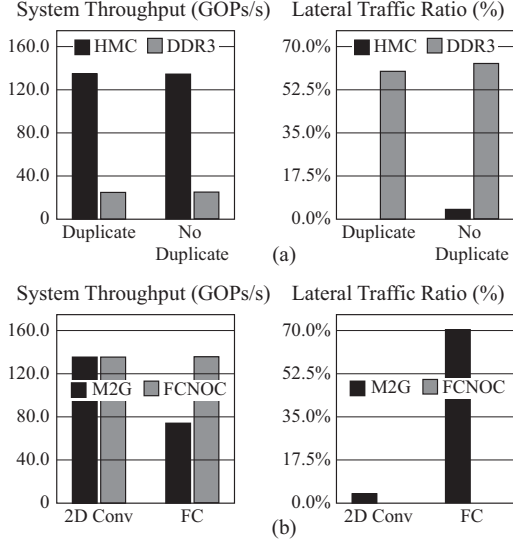 System Throughput (GOPs/s)
Lateral Traffic Ratio (%)
160.0
120.0
80.0
40.0
0
HMC DDR3
Duplicate
No
Duplicate
70.0%
52.5%
35.0%
17.5%
0.0%
HMC DDR3
Duplicate
No
Duplicate
(a)
System Throughput (GOPs/s)
Lateral Traffic Ratio (%)
160.0
120.0
80.0
40.0
0
M2G FCNOC
2D Conv FC
70.0%
52.5%
35.0%
17.5%
0.0%
M2G FCNOC
2D Conv FC
(b)